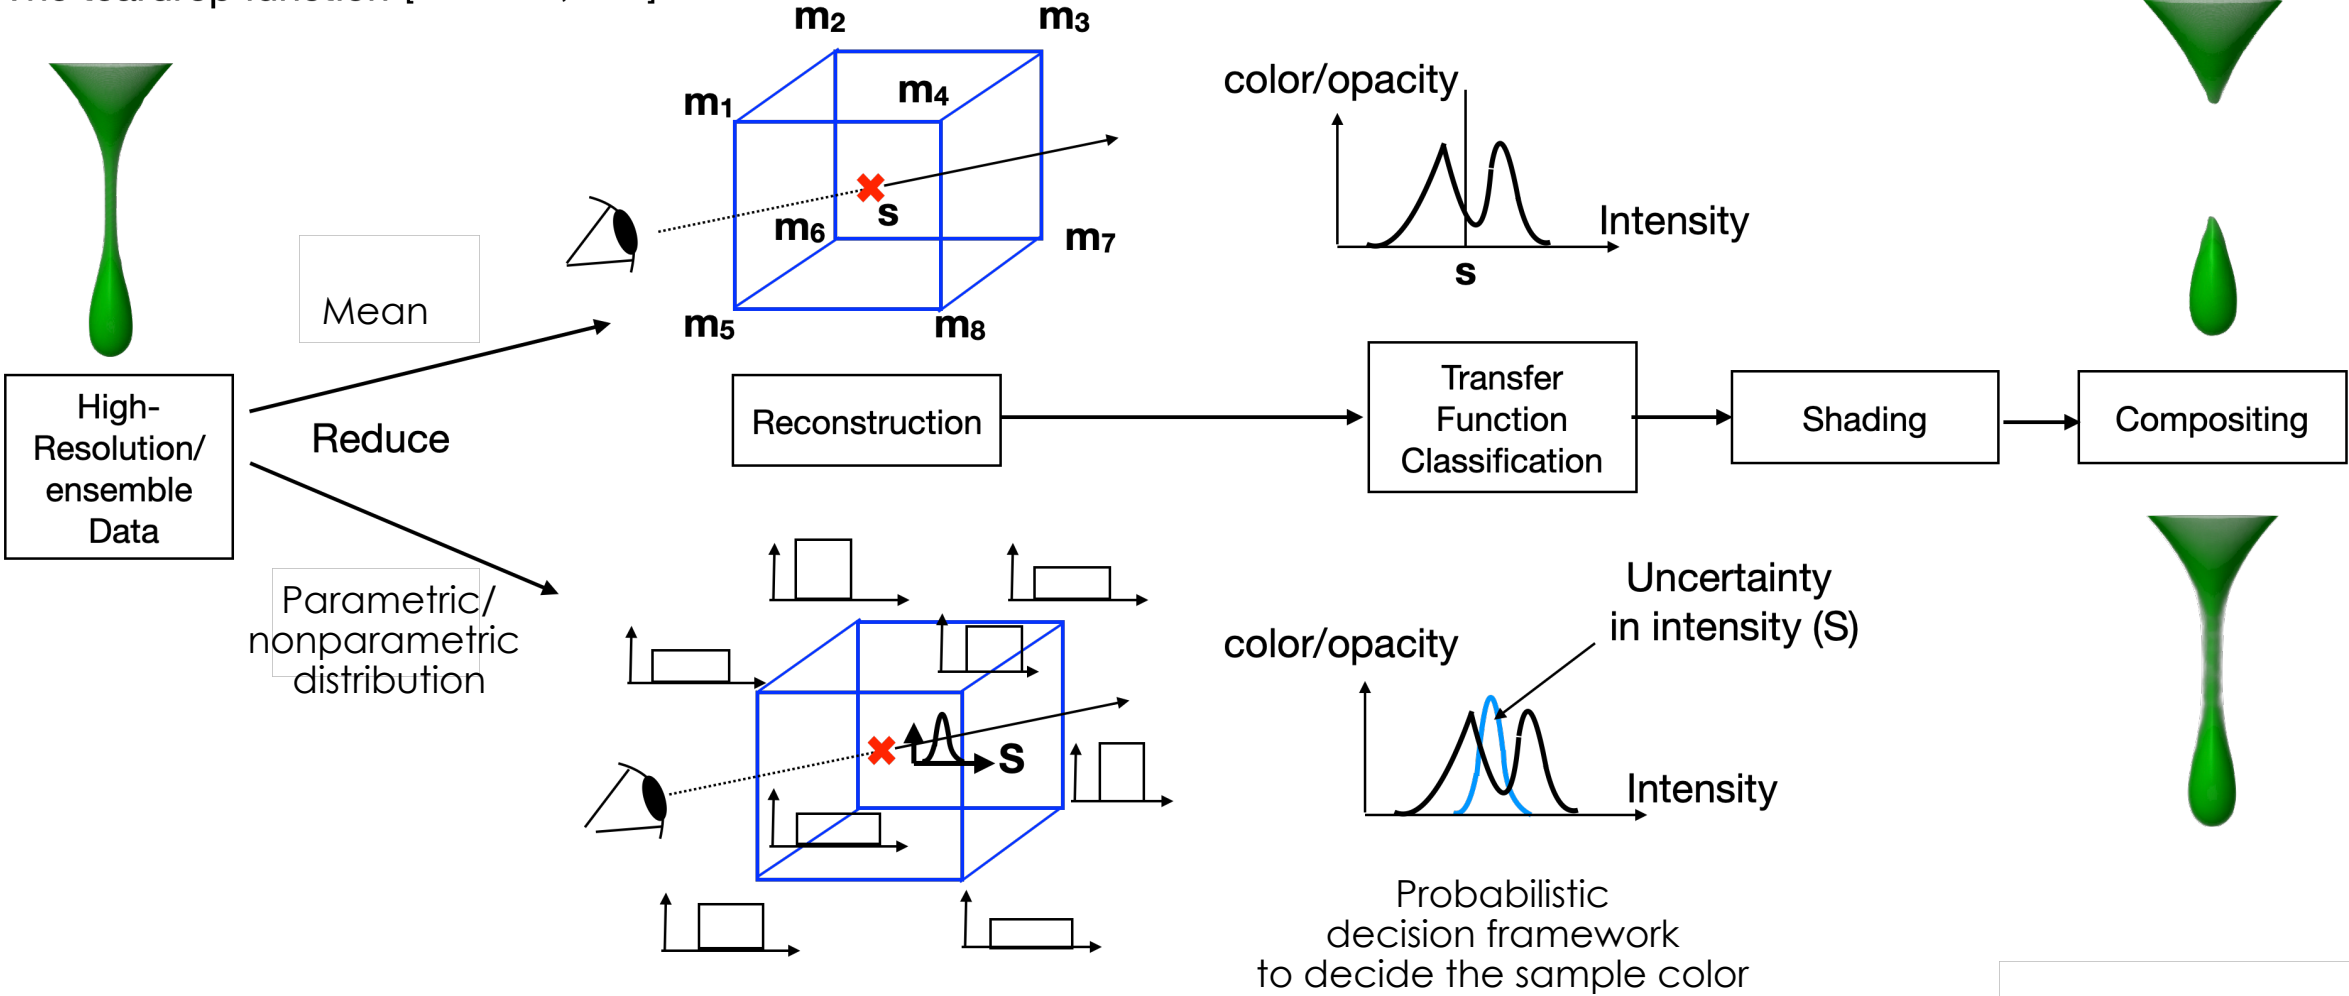 m2
m3
m1
m4
color/opacity
s
m6
m7
Intensity
s
Mean
m5
m8
High-
Resolution/
ensemble
Data
Reduce
Reconstruction
Transfer
Function
Classification
Shading
Compositing
Parametric/
nonparametric
distribution
Uncertainty
in intensity (S)
color/opacity
S
Intensity
Probabilistic
decision framework
to decide the sample color